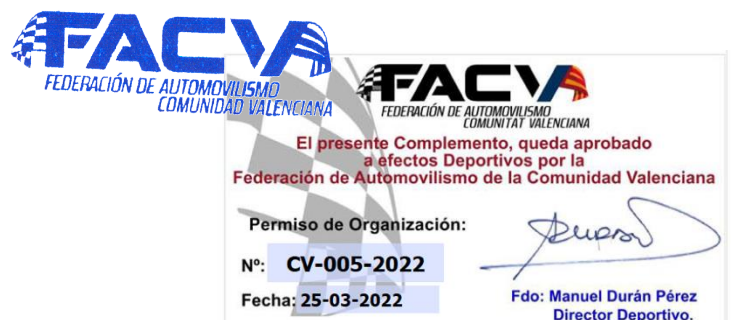 FACVA
FEDERACIÓN DE AUTOMOVILISMO
COMUNIDAD VALENCIANA
FACVA
FEDERACIÓN DE AUTOMOVILISMO
COMUNITAT VALENCIANA
El presente Complemento, queda aprobado
a efectos Deportivos por la
Federación de Automovilismo de la Comunidad Valenciana
Permiso de Organización:
Nº: CV-005-2022
Fecha: 25-03-2022
Fdo: Manuel Durán Pérez
Director Deportivo.